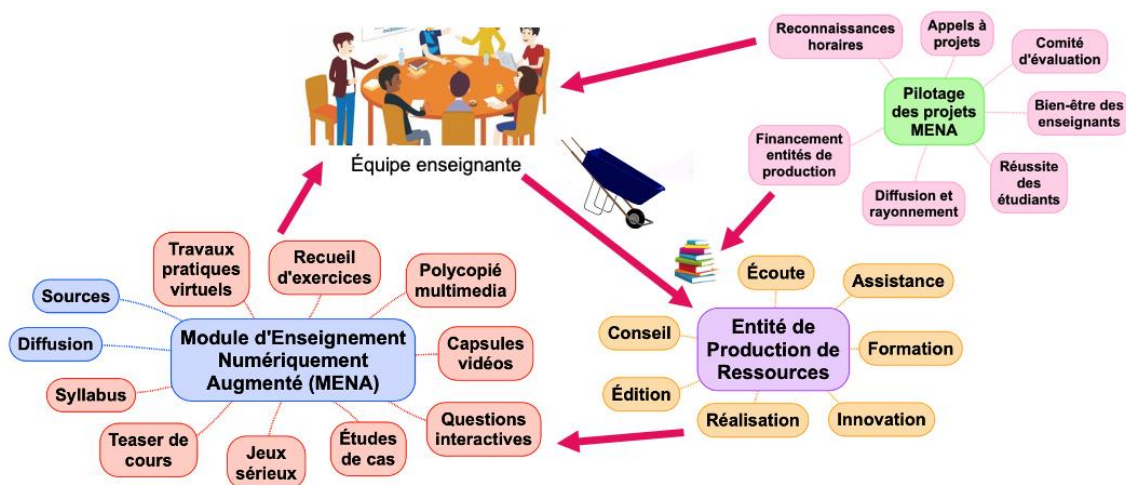 Équipe enseignante
Reconnaissances
horaires
Appels à
projets
Comité
d'évaluation
Pilotage
des projets
MENA
Bien-être des
enseignants
Financement
entités de
production
Diffusion et
rayonnement
Réussite
des
étudiants
Travaux
pratiques
virtuels
Recueil
d'exercices
Polycopié
multimedia
Sources
Diffusion
Module d'Enseignement
Numériquement
Augmenté (MENA)
Capsules
vidéos
Syllabus
Teaser de
cours
Jeux
sérieux
Études
de cas
Questions
interactives
Écoute
Assistance
Conseil
Entité de
Production de
Ressources
Formation
Édition
Réalisation
Innovation